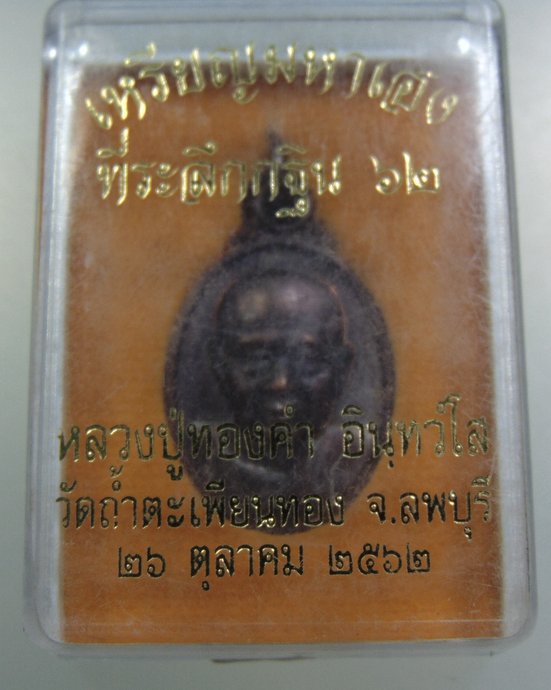 เหรียญมหาเฮง
ที่ระลึกกฐิน ๖๒
หลวงปู่ทองคำ อินฺทวํโส
วัดถ้ำตะเพียนทอง จ.ลพบุรี
๒๖ ตุลาคม ๒๕๖๒